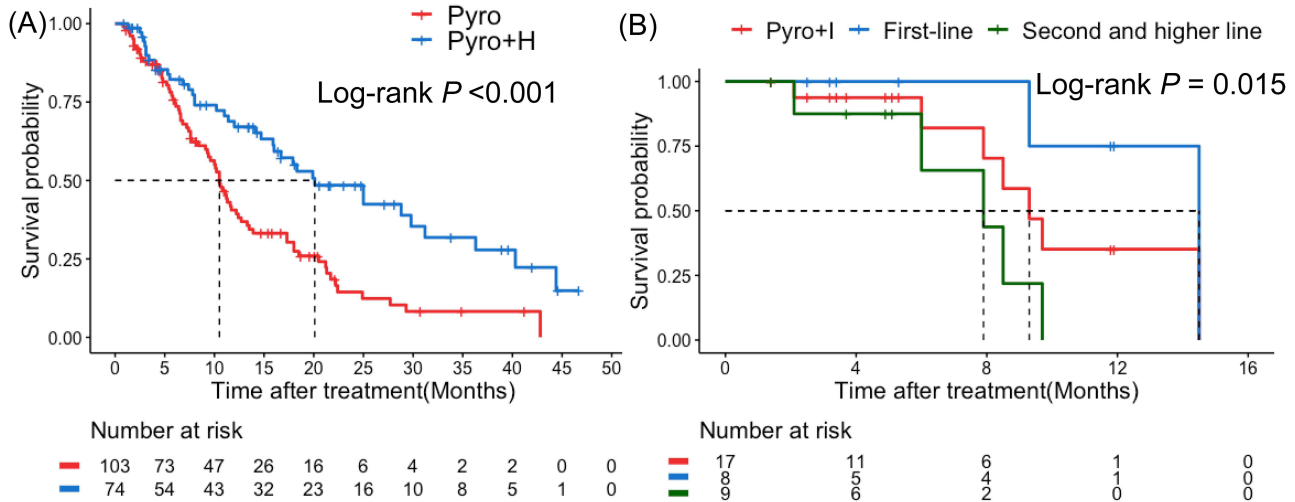 (A)
Pyro
Pyro+H
Log-rank P <0.001
Survival probability
1.00
0.75
0.50
0.25
0.00
0 5 10 15 20 25 30 35 40 45 50
Time after treatment(Months)
Number at risk
103 73 47 26 16 6 4 2 2 0 0
74 54 43 32 23 16 10 8 5 1 0
(B)
Pyro+I First-line Second and higher line
Log-rank P = 0.015
Survival probability
1.00
0.75
0.50
0.25
0.00
0 4 8 12 16
Time after treatment(Months)
Number at risk
17 11 6 1 0
8 5 4 1 0
9 6 2 0 0